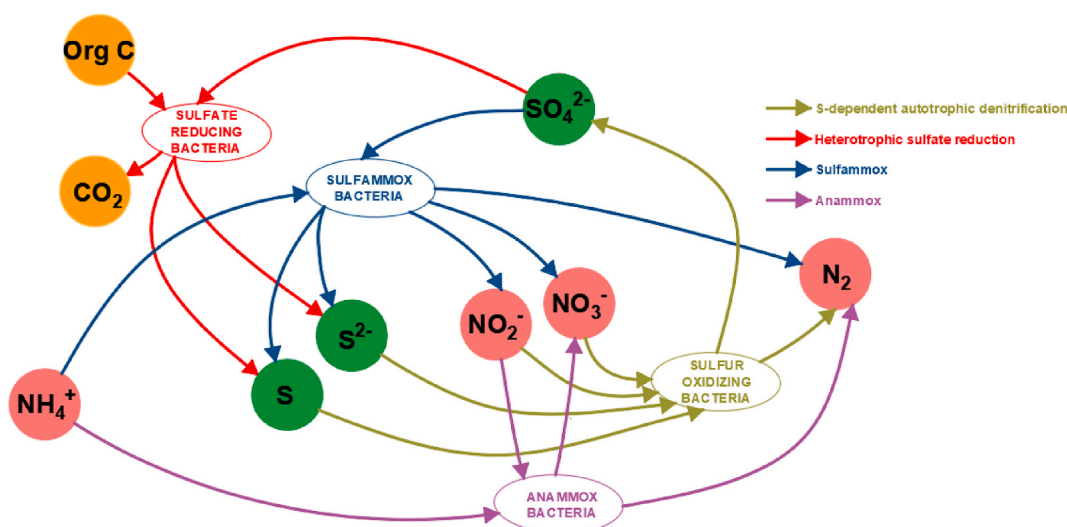 Org C
SULFATE
REDUCING
BACTERIA
CO₂
SO₄²⁻
SULFAMMOX
BACTERIA
S-dependent autotrophic denitrification
Heterotrophic sulfate reduction
Sulfammox
Anammox
N₂
NO₃⁻
NO₂⁻
S²⁻
S
NH₄⁺
SULFUR
OXIDIZING
BACTERIA
ANAMMOX
BACTERIA